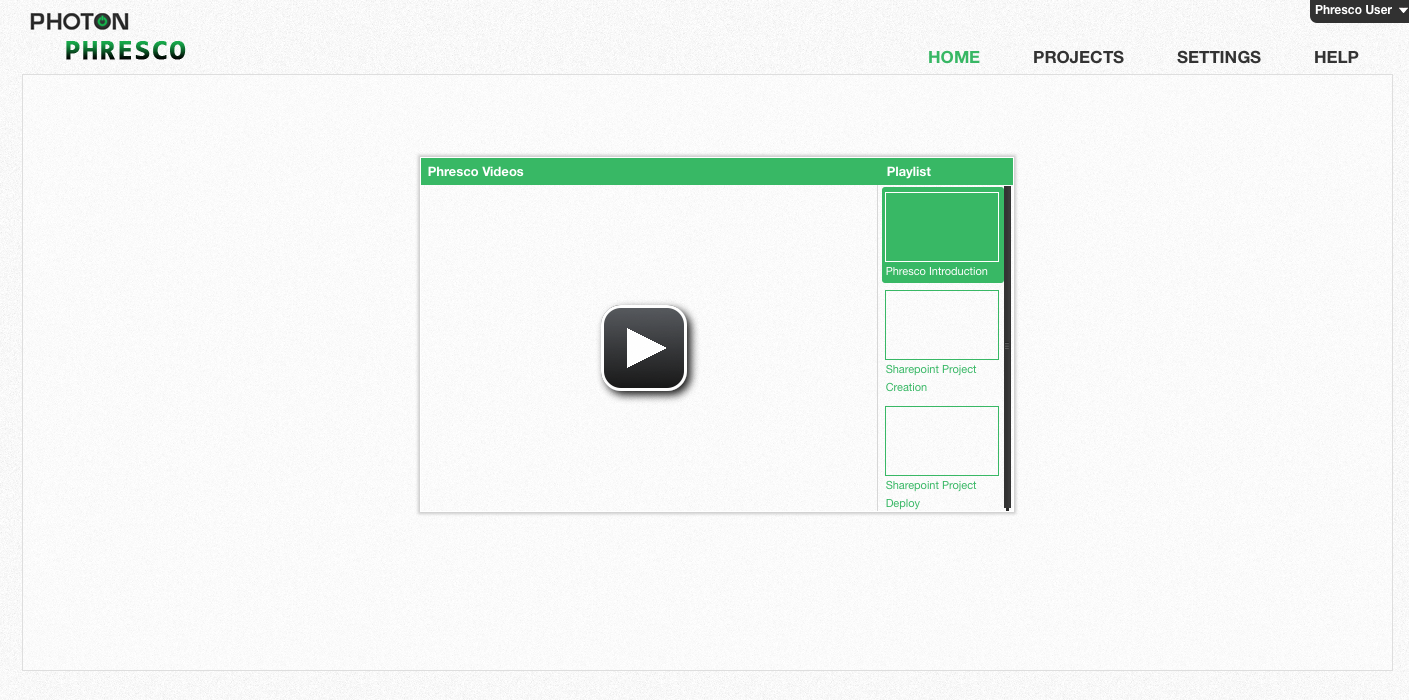 PHOTON
PHRESCO
Phresco User
HOME PROJECTS SETTINGS HELP
Phresco Videos
Playlist
Phresco Introduction
Sharepoint Project
Creation
Sharepoint Project
Deploy